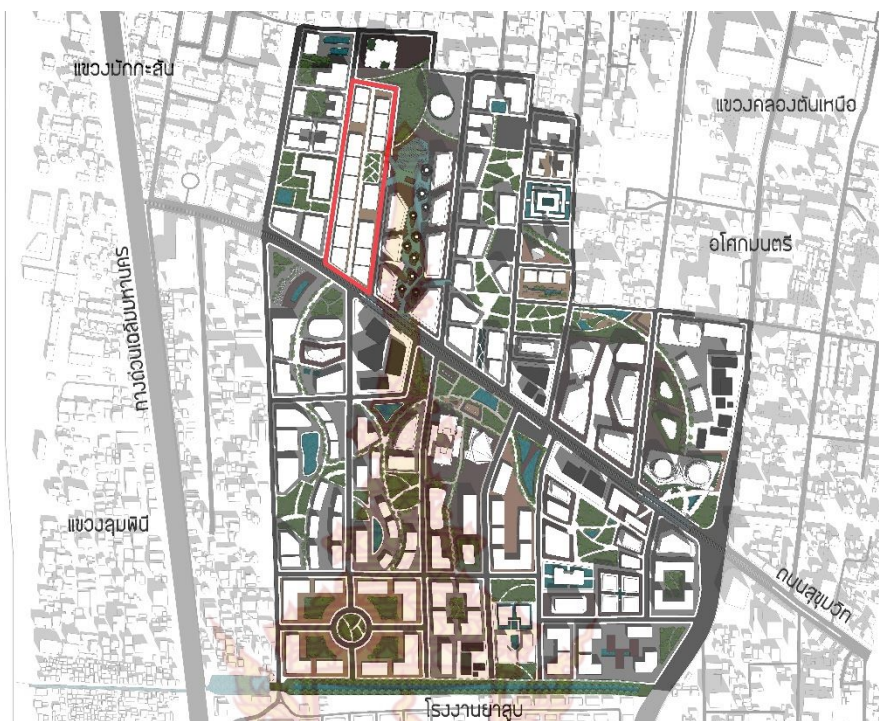 แขวงมักกะสัน
แขวงคลองตันเหนือ
อโศกมนตรี
ทางด่วนเฉลิมมหานคร
แขวงลุมพินี
ถนนสุขุมวิท
โรงงานยาสูบ